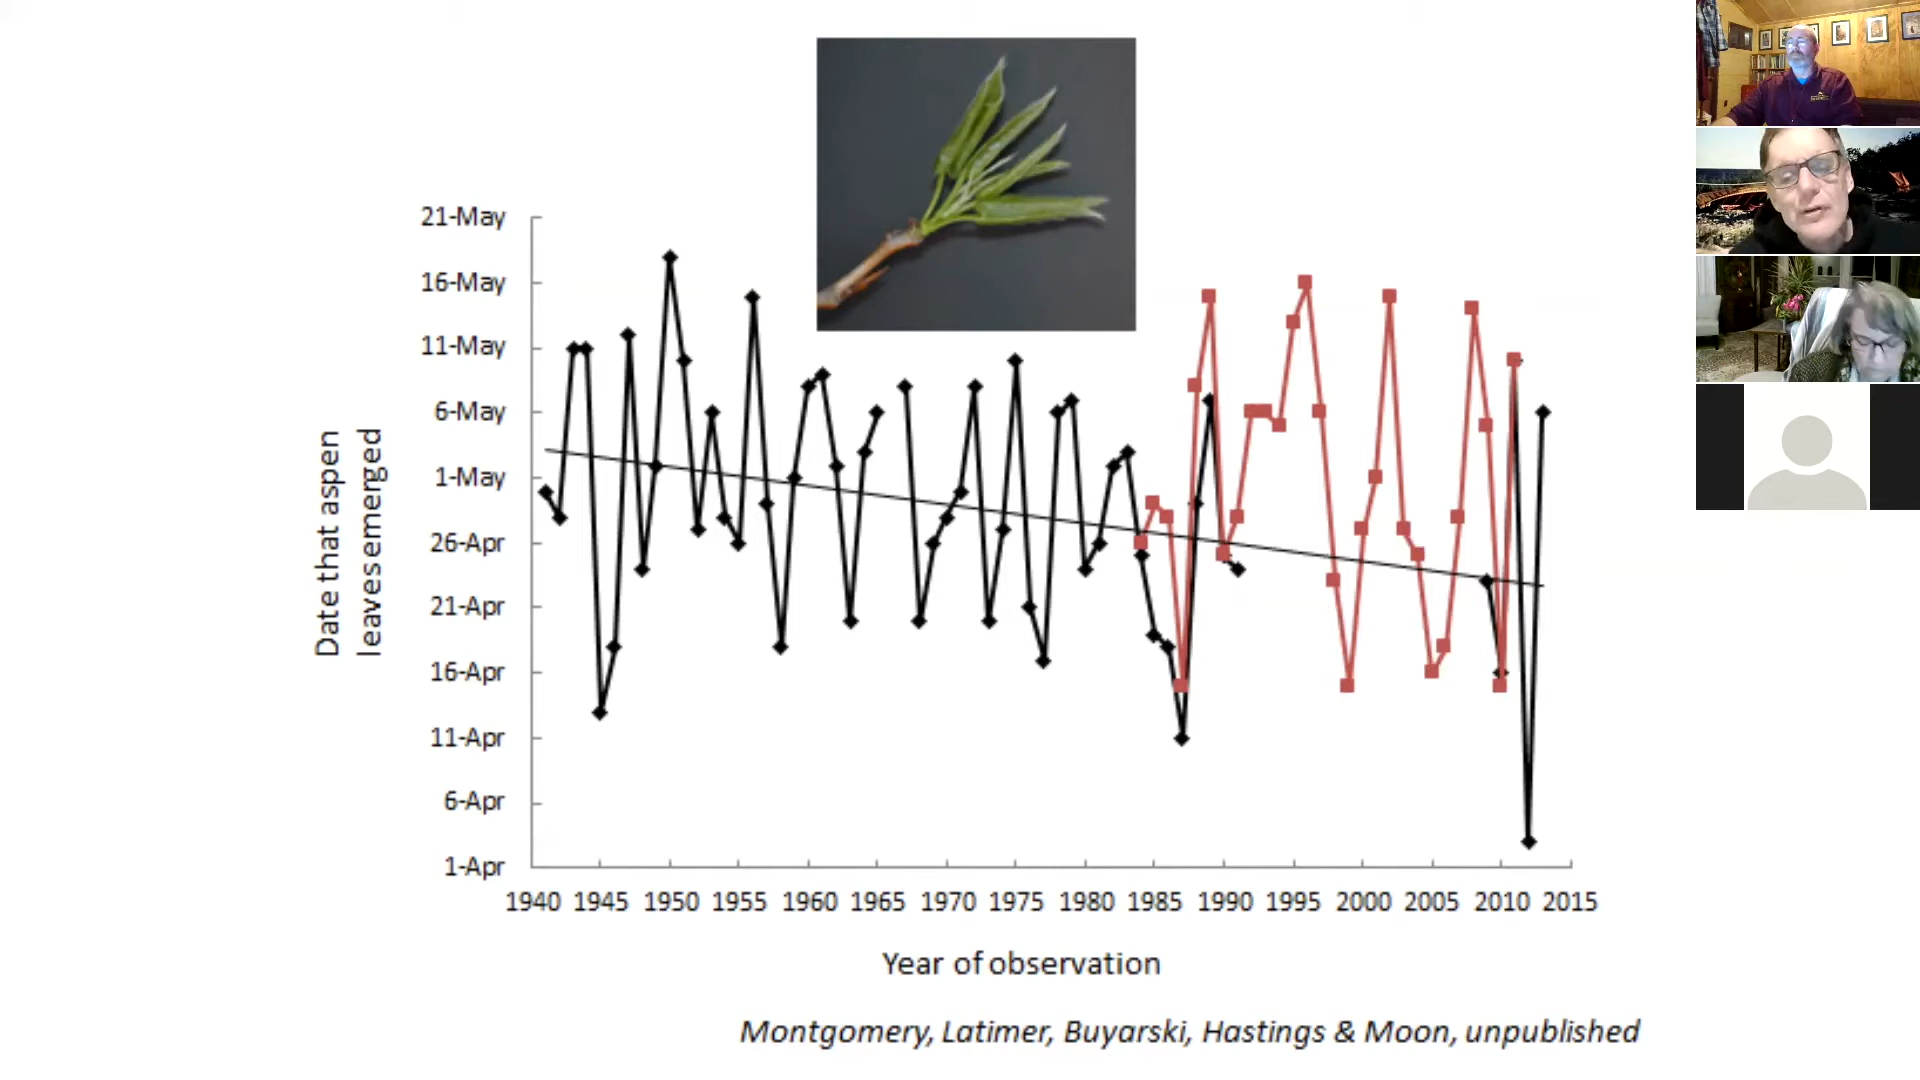 21-May
16-May
11-May
6-May
1-May
26-Apr
21-Apr
16-Apr
11-Apr
6-Apr
1-Apr
Date that aspen
leaves emerged
1940 1945 1950 1955 1960 1965 1970 1975 1980 1985 1990 1995 2000 2005 2010 2015
Year of observation
Montgomery, Latimer, Buyarski, Hastings & Moon, unpublished